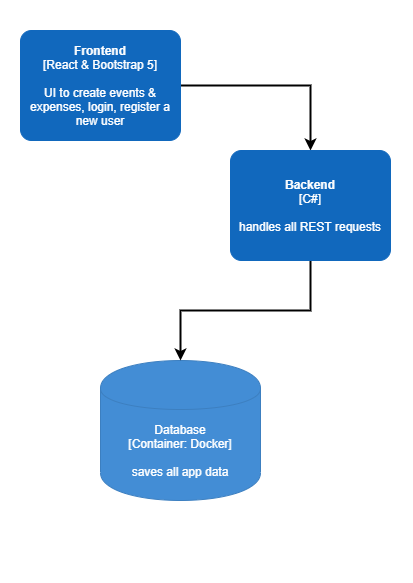 Frontend
[React & Bootstrap 5]
UI to create events &
expenses, login, register a
new user
Backend
[C#]
handles all REST requests
Database
[Container: Docker]
saves all app data